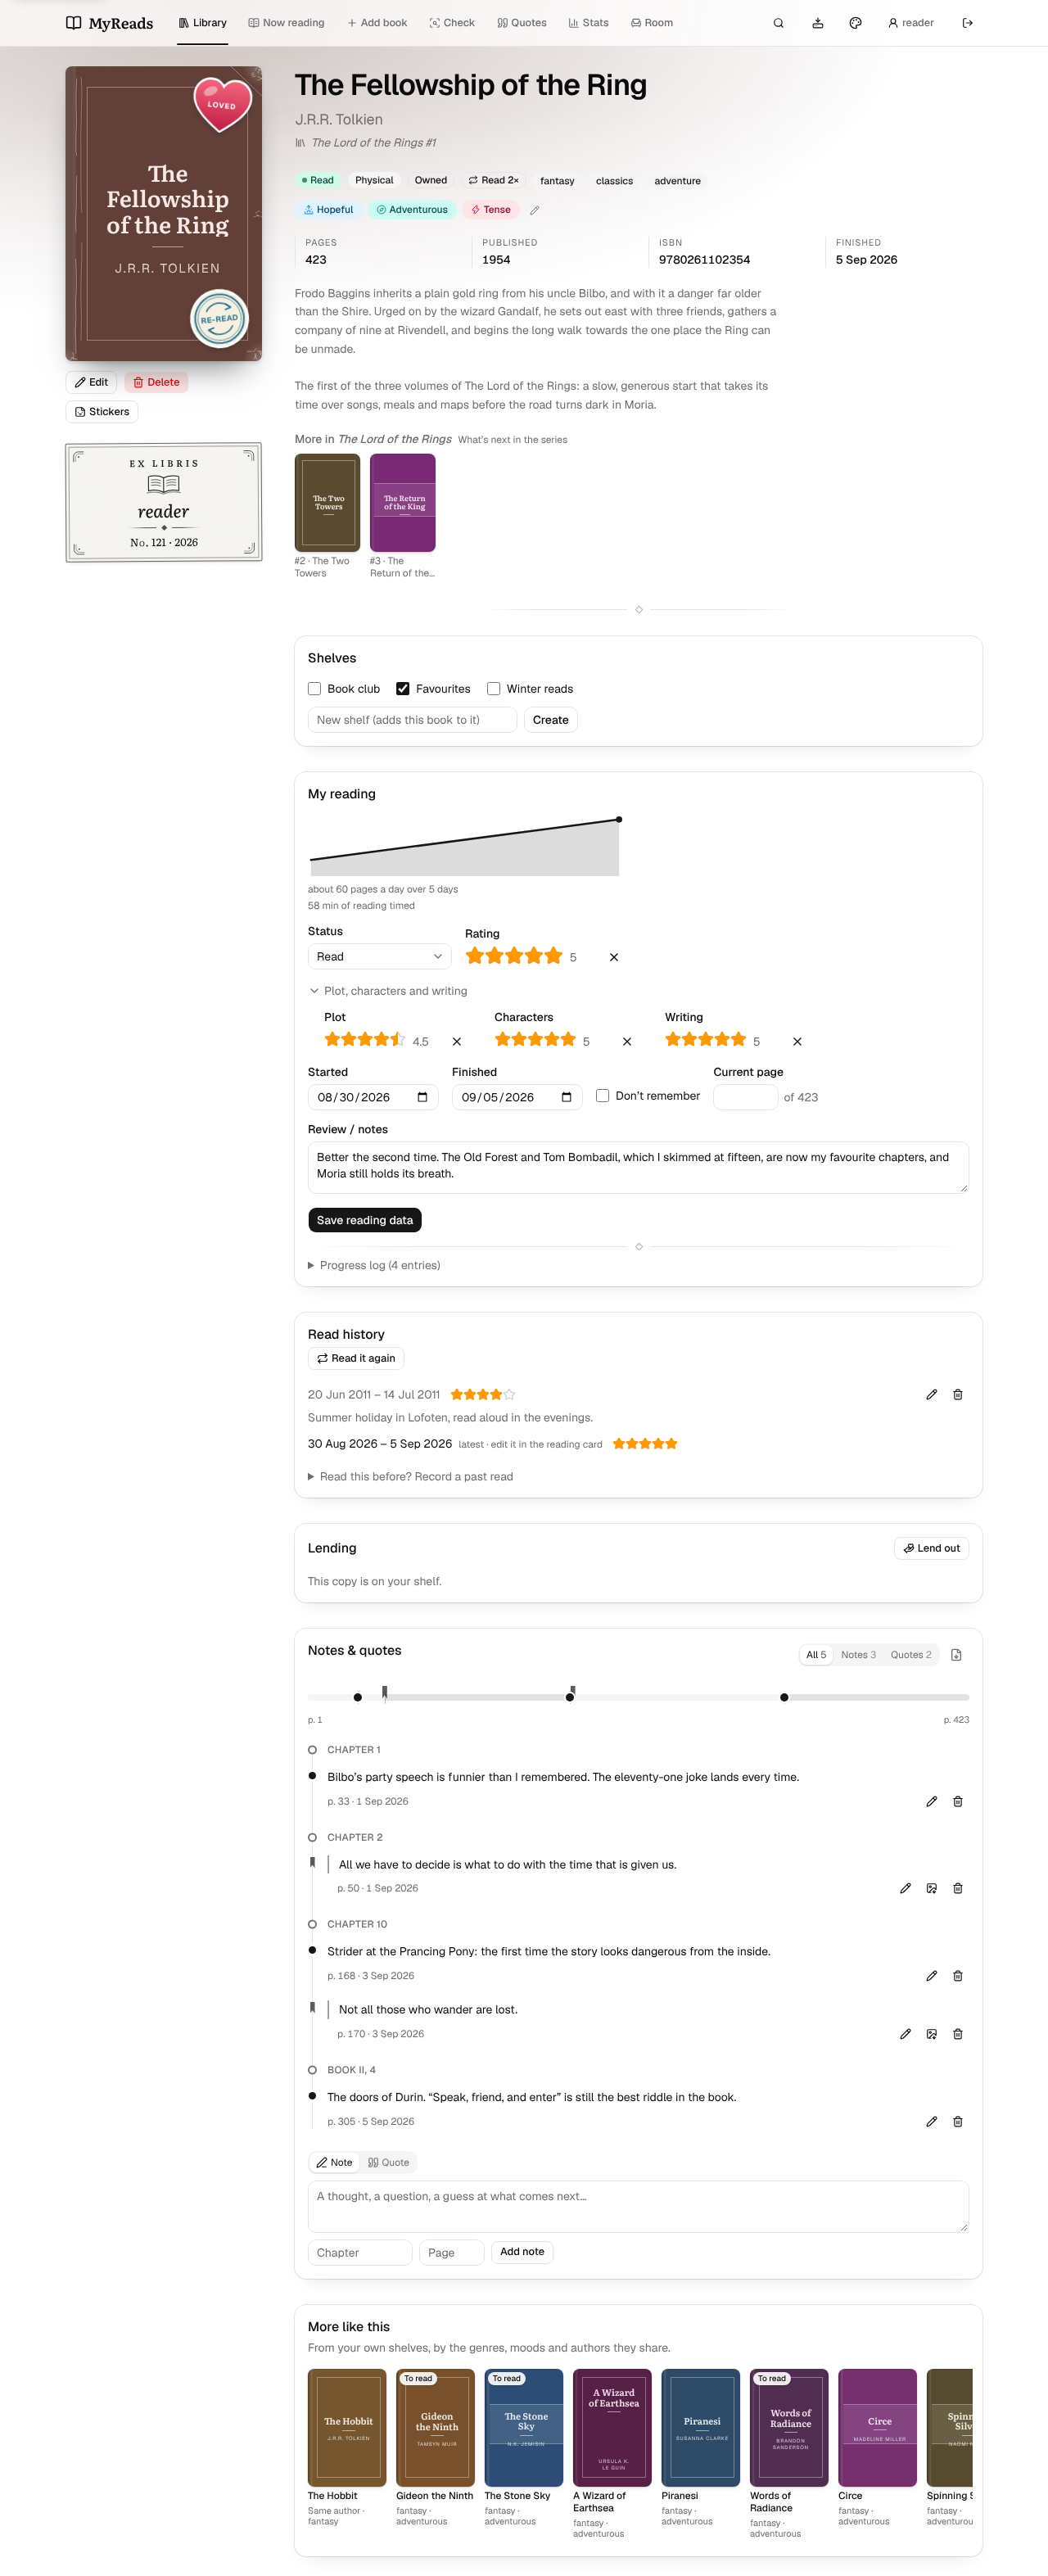 MyReads
Library
Now reading
Add book
Check
Quotes
Stats
Room
reader
LOVED
The
Fellowship
of the Ring
J.R.R. TOLKIEN
RE-READ
Edit
Delete
Stickers
EX LIBRIS
reader
No. 121 · 2026
The Fellowship of the Ring
J.R.R. Tolkien
The Lord of the Rings #1
Read
Physical
Owned
Read 2×
fantasy
classics
adventure
Hopeful
Adventurous
Tense
PAGES
423
PUBLISHED
1954
ISBN
9780261102354
FINISHED
5 Sep 2026
Frodo Baggins inherits a plain gold ring from his uncle Bilbo, and with it a danger far older
than the Shire. Urged on by the wizard Gandalf, he sets out east with three friends, gathers a
company of nine at Rivendell, and begins the long walk towards the one place the Ring can
be unmade.
The first of the three volumes of The Lord of the Rings: a slow, generous start that takes its
time over songs, meals and maps before the road turns dark in Moria.
More in The Lord of the Rings What's next in the series
The Two
Towers
The Return
of the King
#2 · The Two
Towers
#3 · The
Return of the...
Shelves
Book club
Favourites
Winter reads
New shelf (adds this book to it)
Create
My reading
about 60 pages a day over 5 days
58 min of reading timed
Status
Read
Rating
5
Plot, characters and writing
Plot
4.5
Characters
5
Writing
5
Started
08/30/2026
Finished
09/05/2026
Don't remember
Current page
of 423
Review / notes
Better the second time. The Old Forest and Tom Bombadil, which I skimmed at fifteen, are now my favourite chapters, and
Moria still holds its breath.
Save reading data
Progress log (4 entries)
Read history
Read it again
20 Jun 2011 – 14 Jul 2011
Summer holiday in Lofoten, read aloud in the evenings.
30 Aug 2026 – 5 Sep 2026 latest · edit it in the reading card
Read this before? Record a past read
Lending
Lend out
This copy is on your shelf.
Notes & quotes
All 5
Notes 3
Quotes 2
p. 1
p. 423
CHAPTER 1
Bilbo's party speech is funnier than I remembered. The eleventy-one joke lands every time.
p. 33 · 1 Sep 2026
CHAPTER 2
All we have to decide is what to do with the time that is given us.
p. 50 · 1 Sep 2026
CHAPTER 10
Strider at the Prancing Pony: the first time the story looks dangerous from the inside.
p. 168 · 3 Sep 2026
Not all those who wander are lost.
p. 170 · 3 Sep 2026
BOOK II, 4
The doors of Durin. “Speak, friend, and enter” is still the best riddle in the book.
p. 305 · 5 Sep 2026
Note
Quote
A thought, a question, a guess at what comes next...
Chapter
Page
Add note
More like this
From your own shelves, by the genres, moods and authors they share.
The Hobbit
J.R.R. TOLKIEN
The Hobbit
Same author ·
fantasy
To read
Gideon
the Ninth
TAMSYN MUIR
Gideon the Ninth
fantasy ·
adventurous
To read
The Stone
Sky
N.K. JEMISIN
The Stone Sky
fantasy ·
adventurous
A Wizard
of Earthsea
URSULA K.
LE GUIN
A Wizard of
Earthsea
fantasy ·
adventurous
Piranesi
SUSANNA CLARKE
Piranesi
fantasy ·
adventurous
To read
Words of
Radiance
BRANDON
SANDERSON
Words of
Radiance
fantasy ·
adventurous
Circe
MADELINE MILLER
Circe
fantasy ·
adventurous
Spinn
Silv
NAOMI
Spinning S
fantasy ·
adventurou